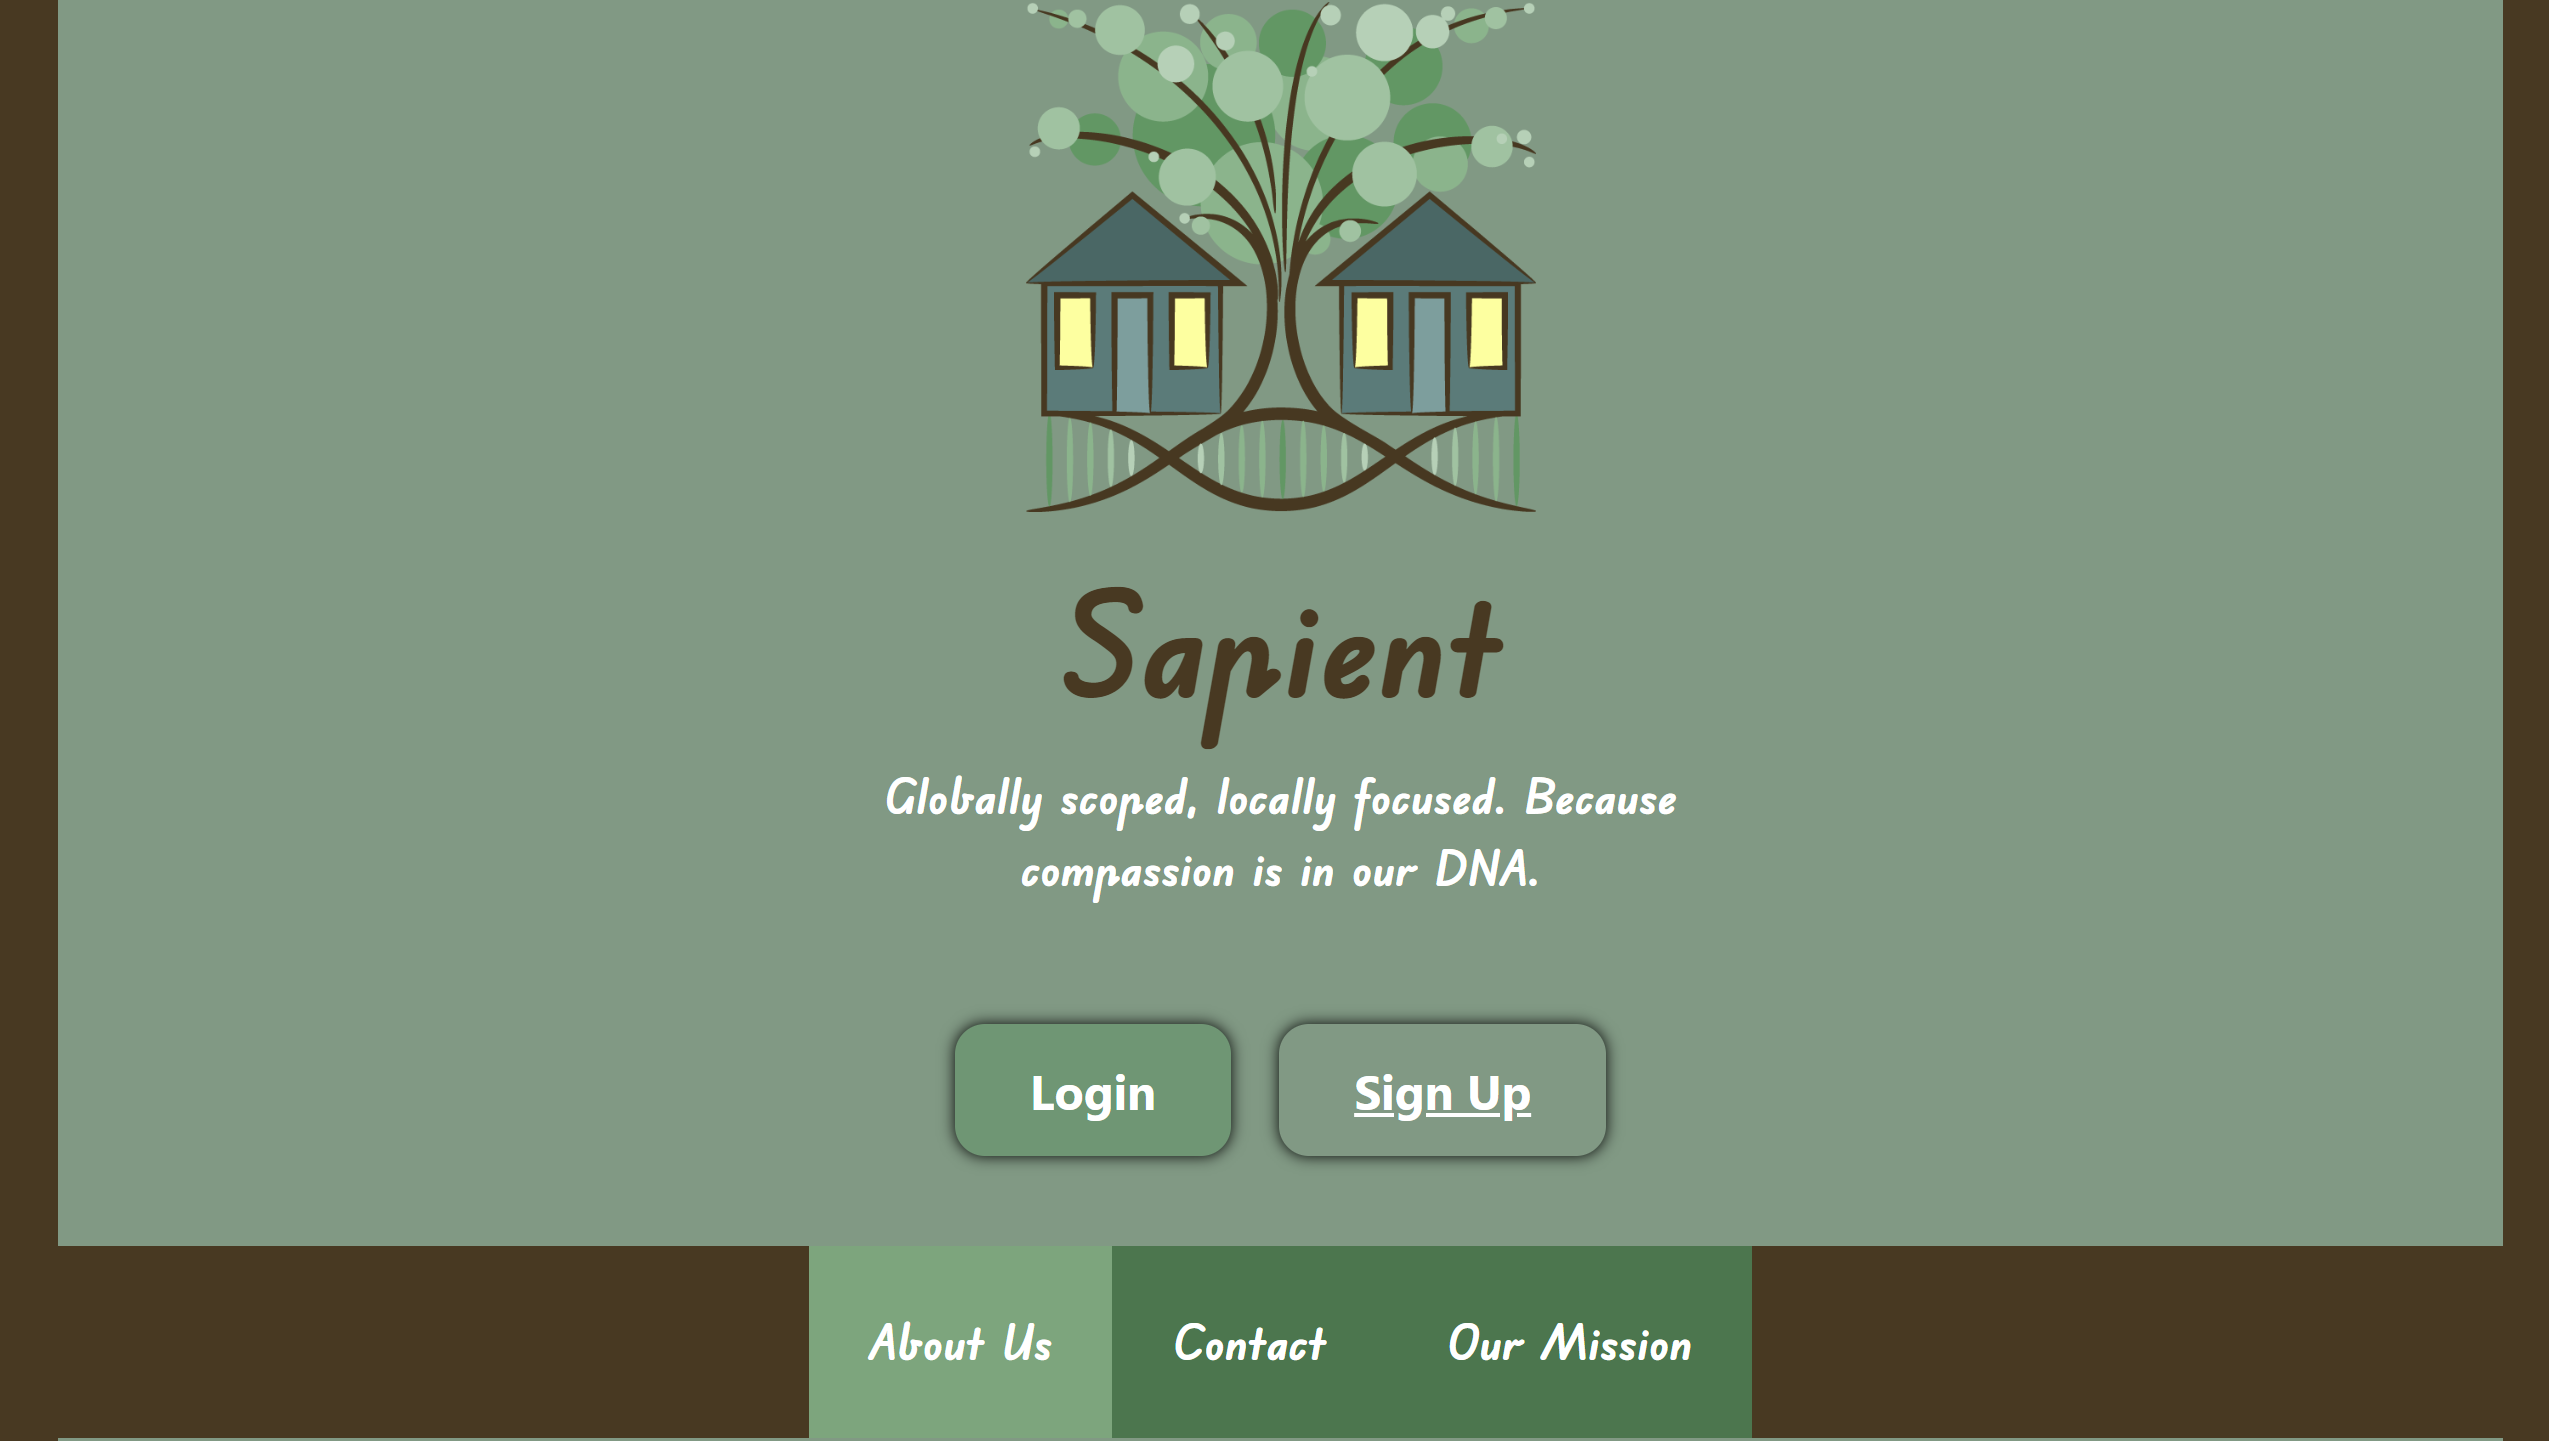 Sapient
Globally scoped, locally focused. Because
compassion is in our DNA.
Login
Sign Up
About Us
Contact
Our Mission